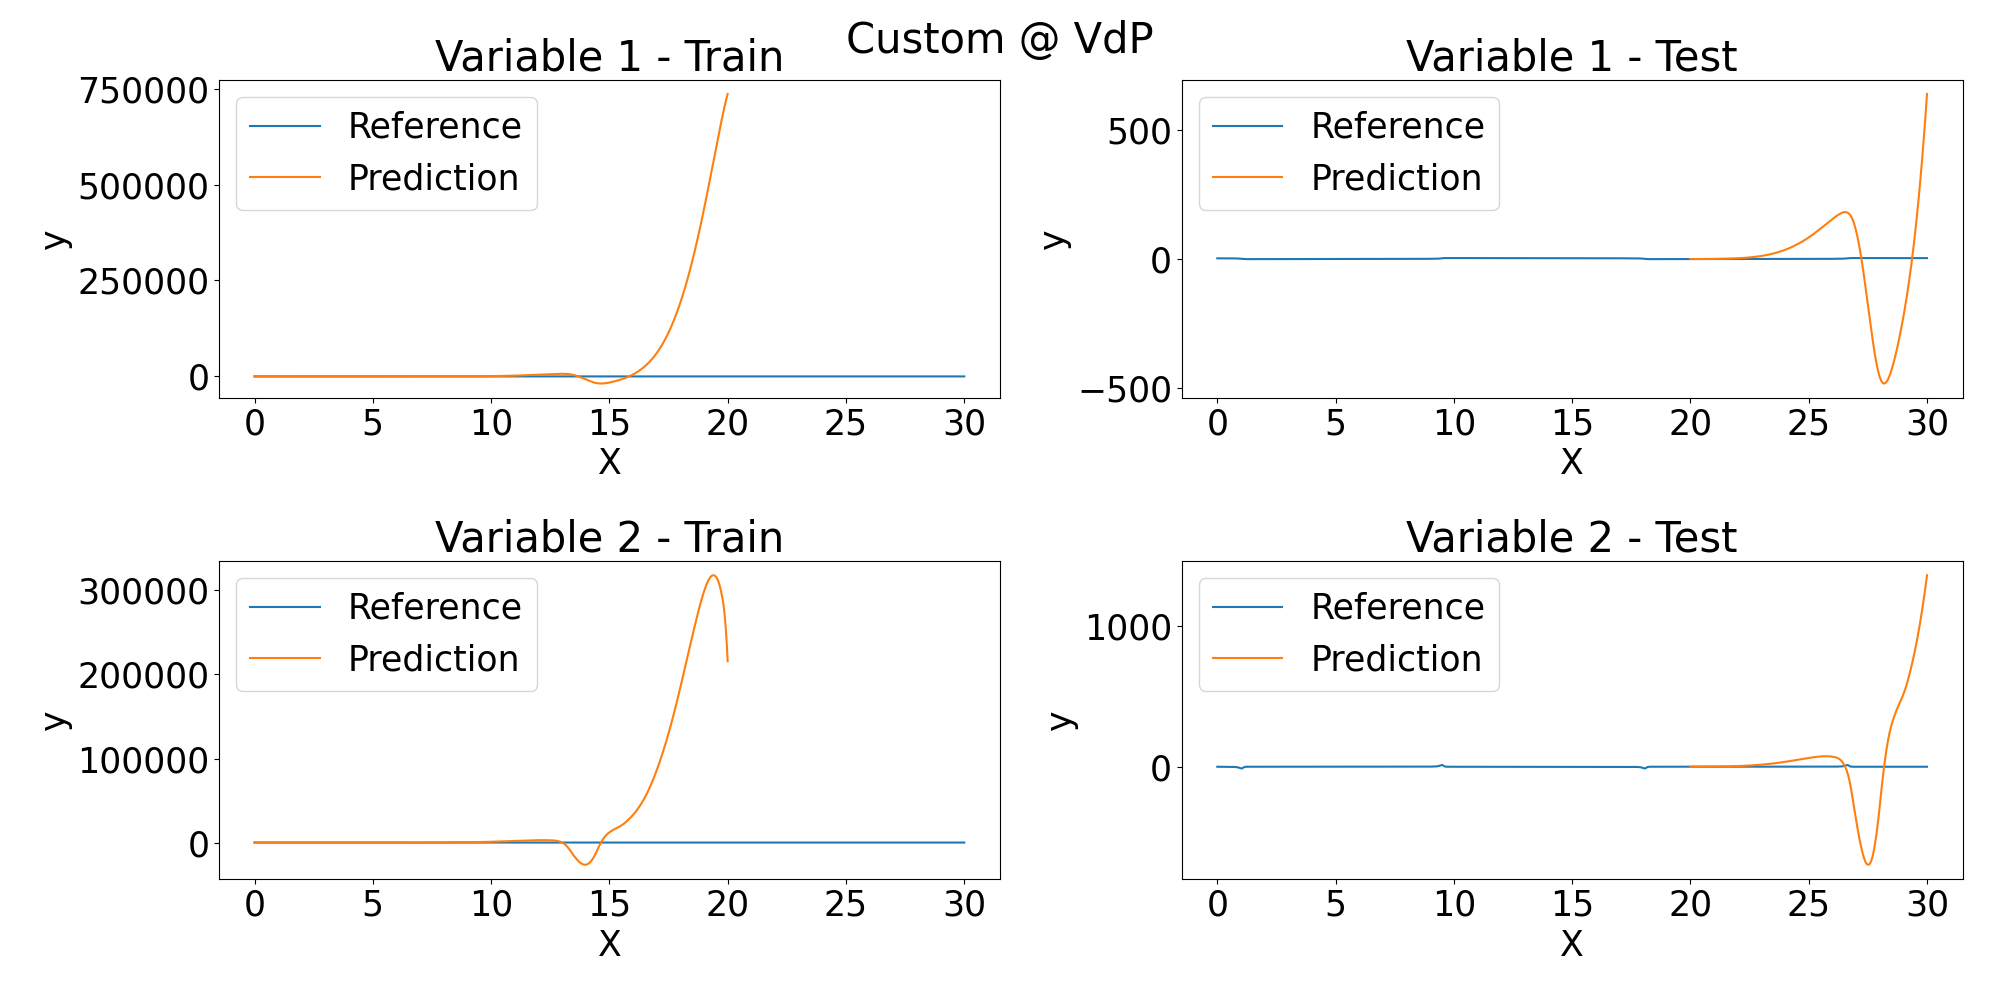 Custom @ VdP
Variable 1 - Train
750000
500000
250000
0
y
Reference
Prediction
0 5 10 15 20 25 30
X
Variable 1 - Test
500
0
−500
y
Reference
Prediction
0 5 10 15 20 25 30
X
Variable 2 - Train
300000
200000
100000
0
y
Reference
Prediction
0 5 10 15 20 25 30
X
Variable 2 - Test
1000
0
y
Reference
Prediction
0 5 10 15 20 25 30
X